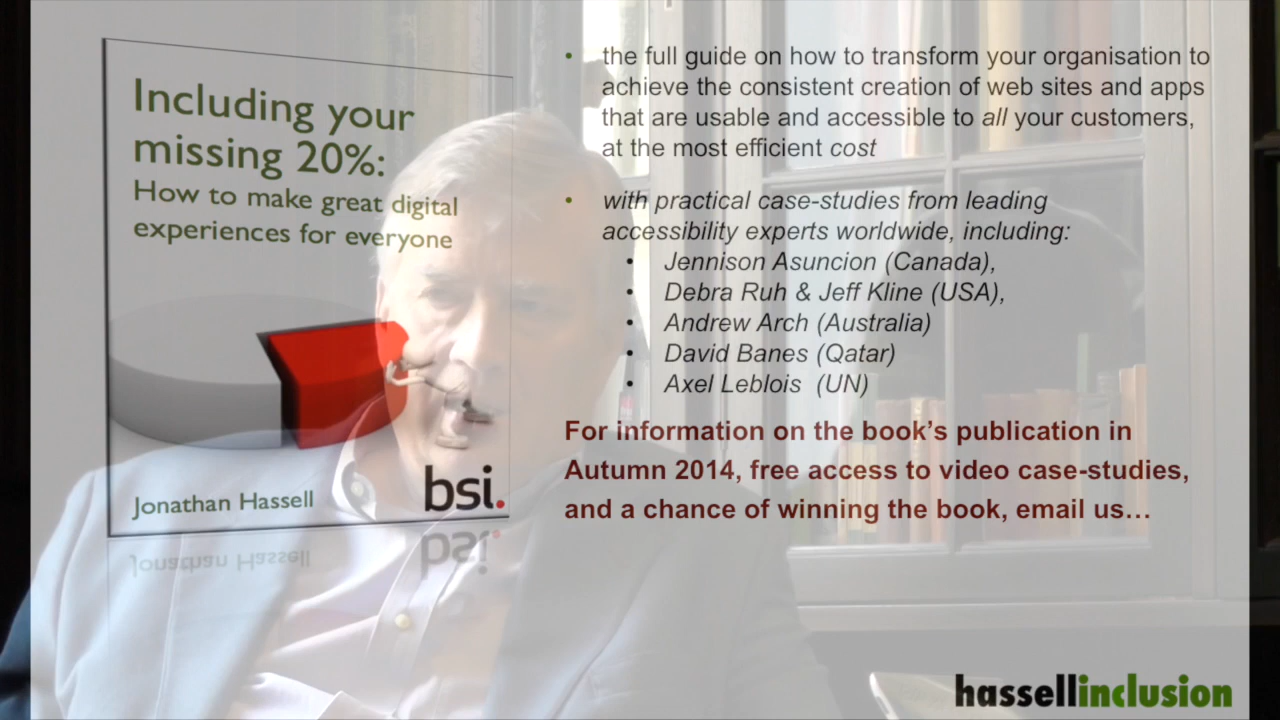 Including your
missing 20%:
How to make great digital
experiences for everyone
Jonathan Hassell
bsi.
• the full guide on how to transform your organisation to
achieve the consistent creation of web sites and apps
that are usable and accessible to all your customers,
at the most efficient cost
• with practical case-studies from leading
accessibility experts worldwide, including:
• Jennison Asuncion (Canada),
• Debra Ruh & Jeff Kline (USA),
• Andrew Arch (Australia)
• David Banes (Qatar)
• Axel Leblois (UN)
For information on the book's publication in
Autumn 2014, free access to video case-studies,
and a chance of winning the book, email us…
hassellinclusion